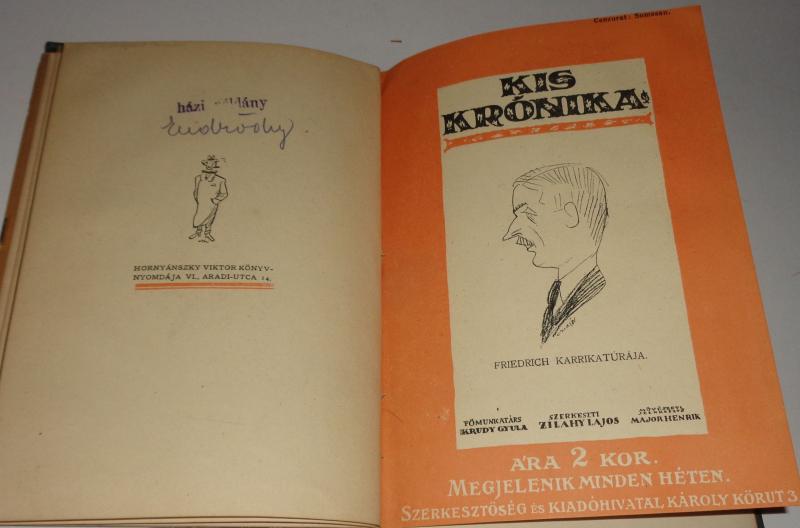 házi
Endrődy.
HORNYÁNSZKY VIKTOR KÖNYV-
NYOMDÁJA VI., ARADI-UTCA 14.
Cenzurat: Somssan.
KIS
KRÓNIKA
FRIEDRICH KARRIKATÚRÁJA.
FŐMUNKATÁRS
KRUDY GYULA
SZERKESZTI
ZILAHY LAJOS
MAJOR HENRIK
ÁRA 2 KOR.
MEGJELENIK MINDEN HÉTEN.
SZERKESZTŐSÉG ÉS KIADÓHIVATAL KÁROLY KÖRUT 3